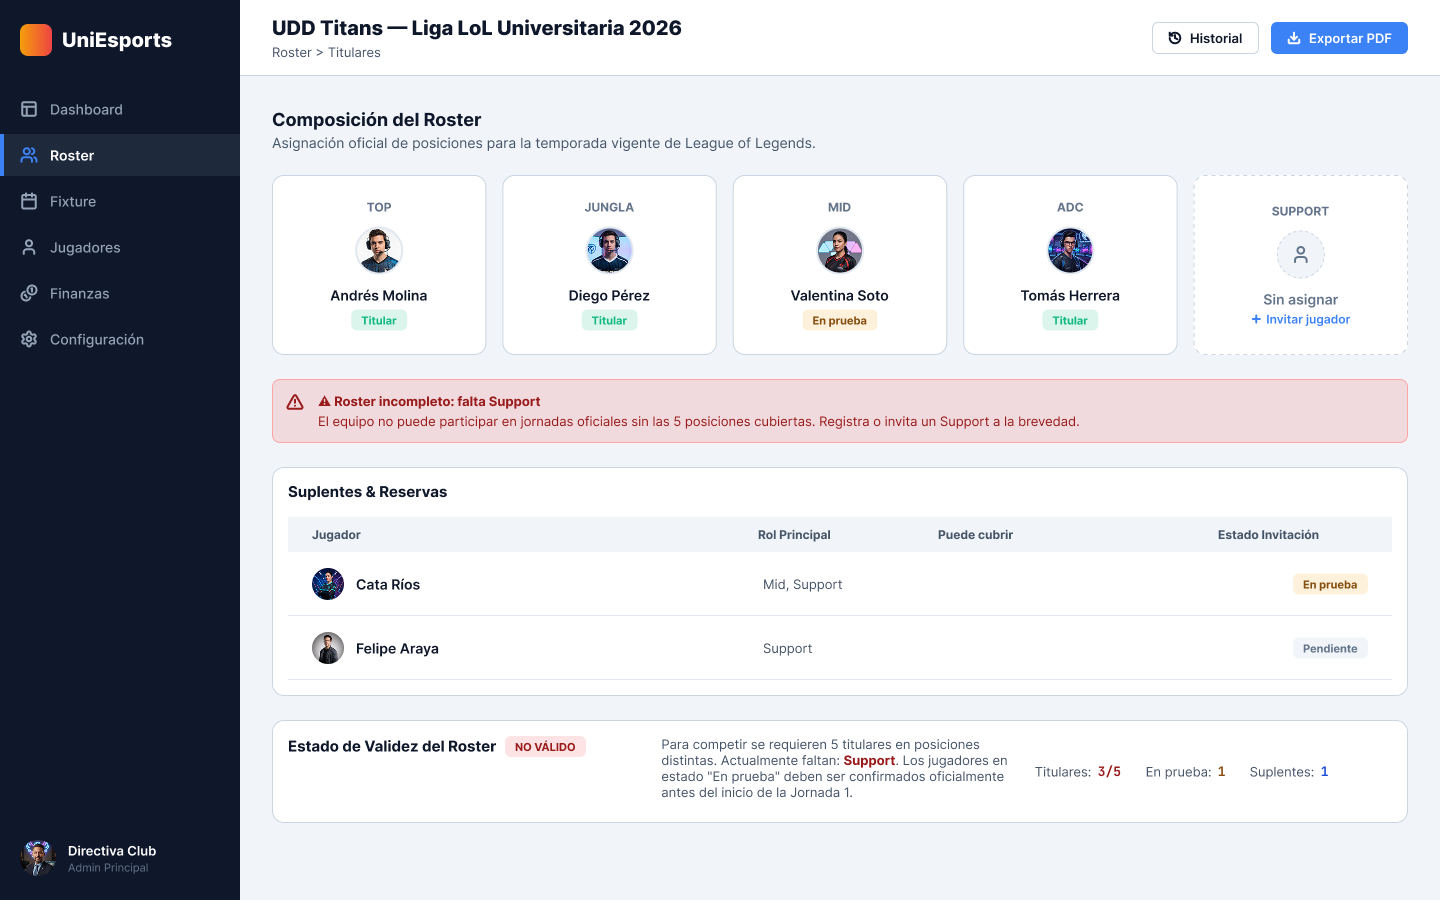 UniEsports
Dashboard
Roster
Fixture
Jugadores
Finanzas
Configuración
Directiva Club
Admin Principal
UDD Titans — Liga LoL Universitaria 2026
Roster > Titulares
Historial
Exportar PDF
Composición del Roster
Asignación oficial de posiciones para la temporada vigente de League of Legends.
TOP
Andrés Molina
Titular
JUNGLA
Diego Pérez
Titular
MID
Valentina Soto
En prueba
ADC
Tomás Herrera
Titular
SUPPORT
Sin asignar
+ Invitar jugador
⚠ Roster incompleto: falta Support
El equipo no puede participar en jornadas oficiales sin las 5 posiciones cubiertas. Registra o invita un Support a la brevedad.
Suplentes & Reservas
Jugador Rol Principal Puede cubrir Estado Invitación
Cata Ríos Mid, Support En prueba
Felipe Araya Support Pendiente
Estado de Validez del Roster NO VÁLIDO
Para competir se requieren 5 titulares en posiciones
distintas. Actualmente faltan: Support. Los jugadores en
estado "En prueba" deben ser confirmados oficialmente
antes del inicio de la Jornada 1.
Titulares: 3/5 En prueba: 1 Suplentes: 1